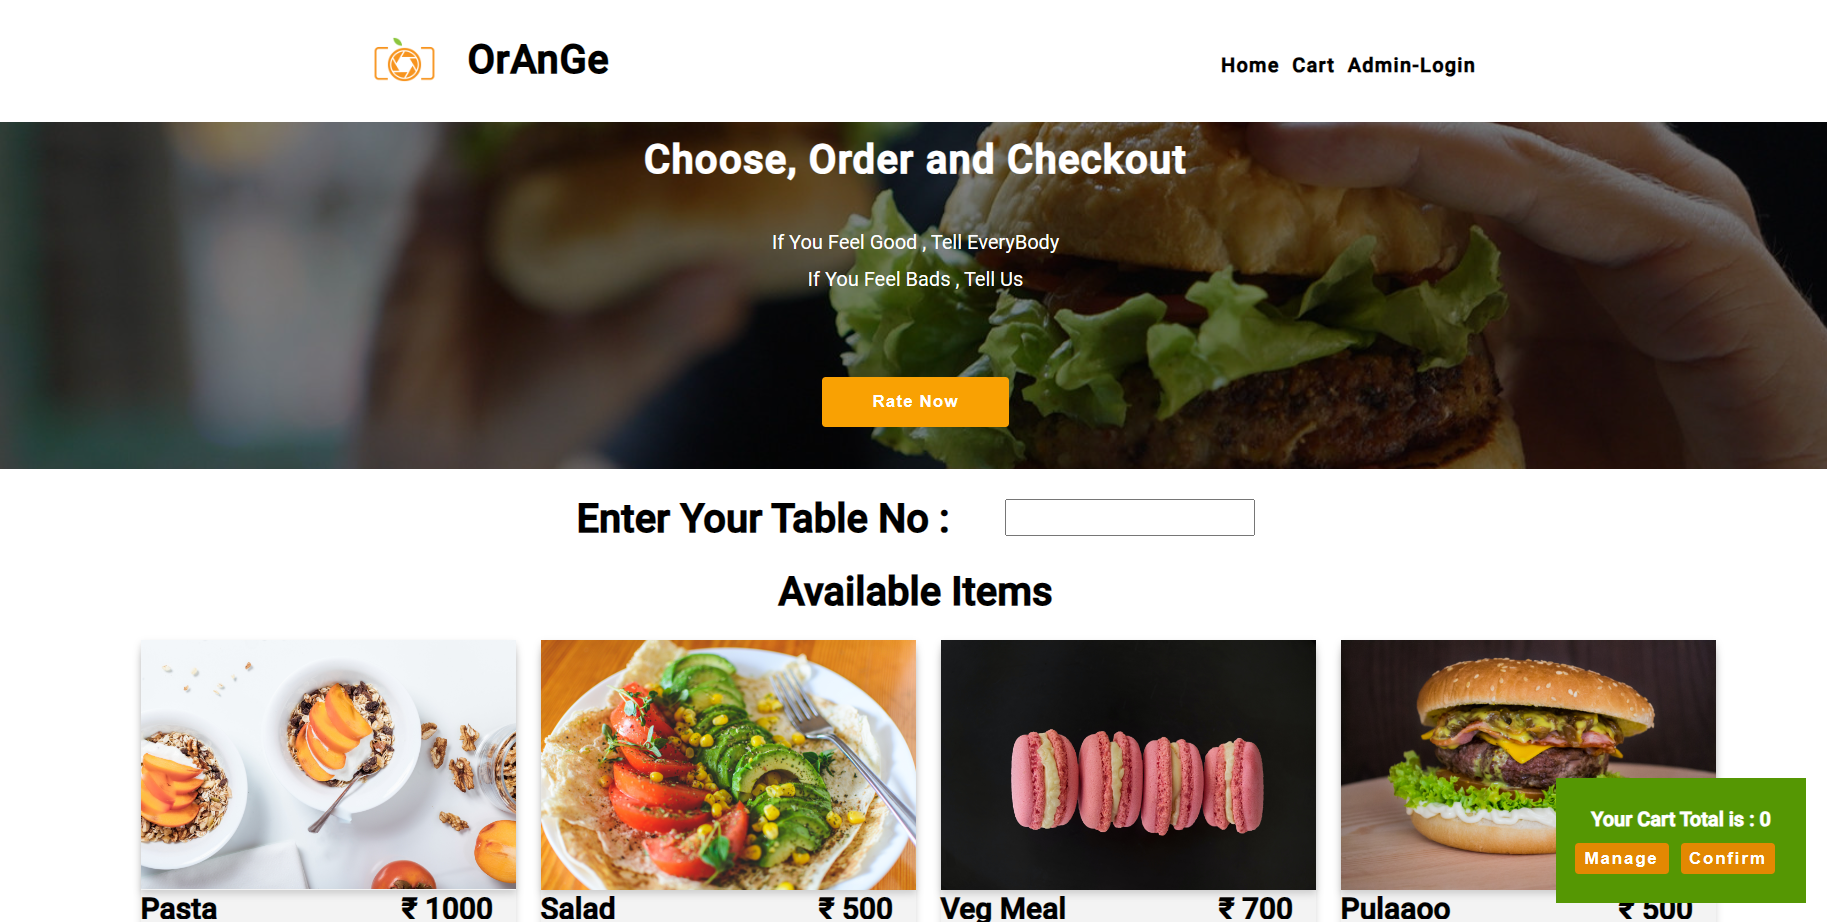 OrAnGe
Home Cart Admin-Login
Choose, Order and Checkout
If You Feel Good , Tell EveryBody
If You Feel Bads , Tell Us
Rate Now
Enter Your Table No :
Available Items
Your Cart Total is : 0
Manage Confirm
Pasta ₹ 1000
Salad ₹ 500
Veg Meal ₹ 700
Pulaaoo ₹ 500